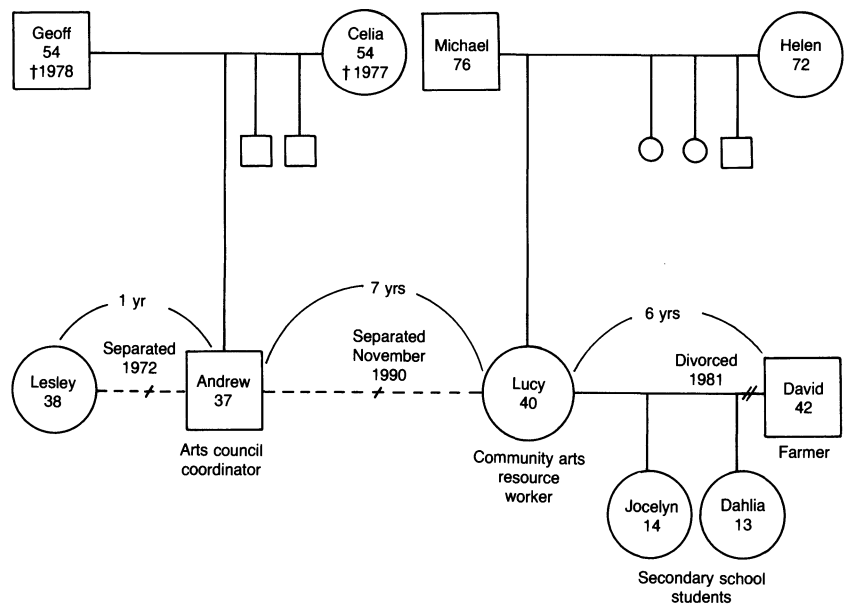 Geoff
54
†1978
Celia
54
†1977
Michael
76
Helen
72
1 yr
7 yrs
6 yrs
Separated
1972
Separated
November
1990
Divorced
1981
Lesley
38
Andrew
37
Lucy
40
David
42
Arts council
coordinator
Community arts
resource
worker
Farmer
Jocelyn
14
Dahlia
13
Secondary school
students